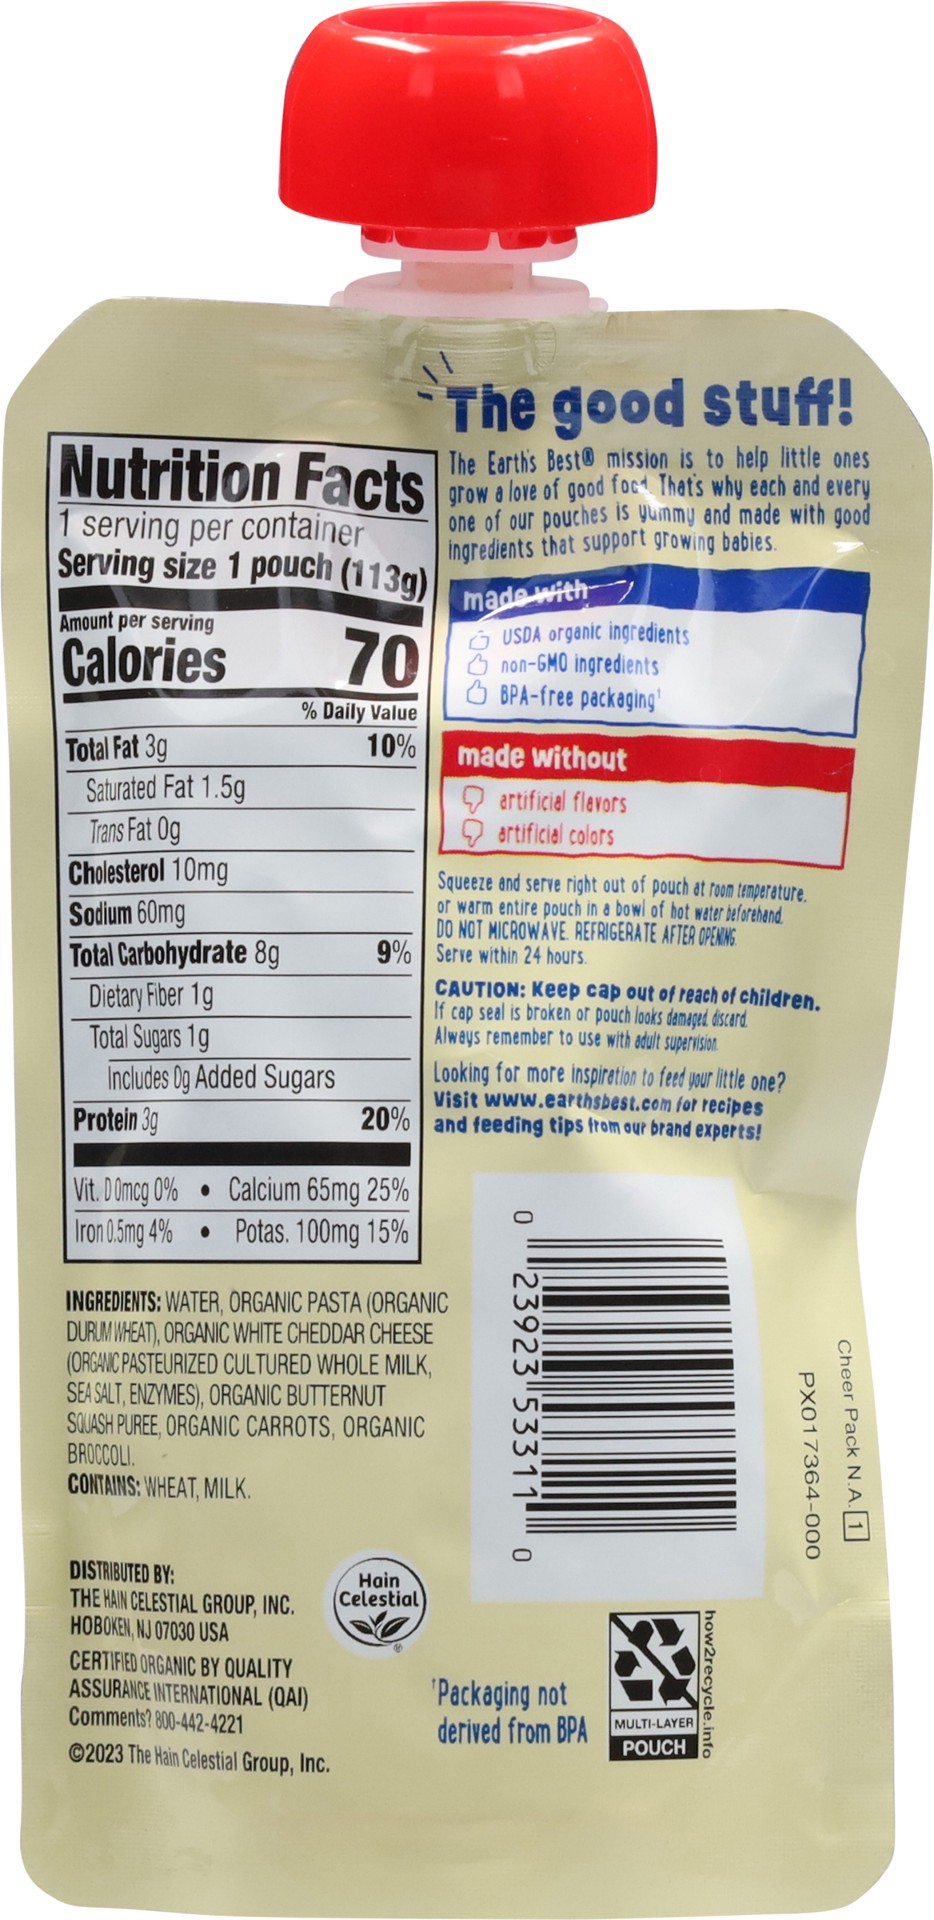 The good stuff!
The Earth's Best® mission is to help little ones
grow a love of good food. That's why each and every
one of our pouches is yummy and made with good
ingredients that support growing babies.
made with
USDA organic ingredients
non-GMO ingredients
BPA-free packaging¹
made without
artificial flavors
artificial colors
Squeeze and serve right out of pouch at room temperature,
or warm entire pouch in a bowl of hot water beforehand.
DO NOT MICROWAVE. REFRIGERATE AFTER OPENING.
Serve within 24 hours.
CAUTION: Keep cap out of reach of children.
If cap seal is broken or pouch looks damaged, discard.
Always remember to use with adult supervision.
Looking for more inspiration to feed your little one?
Visit www.earthsbest.com for recipes
and feeding tips from our brand experts!
Nutrition Facts
1 serving per container
Serving size 1 pouch (113g)
Amount per serving
Calories 70
% Daily Value
Total Fat 3g 10%
Saturated Fat 1.5g
Trans Fat 0g
Cholesterol 10mg
Sodium 60mg
Total Carbohydrate 8g 9%
Dietary Fiber 1g
Total Sugars 1g
Includes 0g Added Sugars
Protein 3g 20%
Vit. D 0mcg 0% • Calcium 65mg 25%
Iron 0.5mg 4% • Potas. 100mg 15%
INGREDIENTS: WATER, ORGANIC PASTA (ORGANIC
DURUM WHEAT), ORGANIC WHITE CHEDDAR CHEESE
(ORGANIC PASTEURIZED CULTURED WHOLE MILK,
SEA SALT, ENZYMES), ORGANIC BUTTERNUT
SQUASH PUREE, ORGANIC CARROTS, ORGANIC
BROCCOLI.
CONTAINS: WHEAT, MILK.
DISTRIBUTED BY:
THE HAIN CELESTIAL GROUP, INC.
HOBOKEN, NJ 07030 USA
CERTIFIED ORGANIC BY QUALITY
ASSURANCE INTERNATIONAL (QAI)
Comments? 800-442-4221
©2023 The Hain Celestial Group, Inc.
Hain
Celestial
®
0 23923 53311 0
Cheer Pack N.A. 1
PX017364-000
¹Packaging not
derived from BPA
MULTI-LAYER
POUCH
how2recycle.info